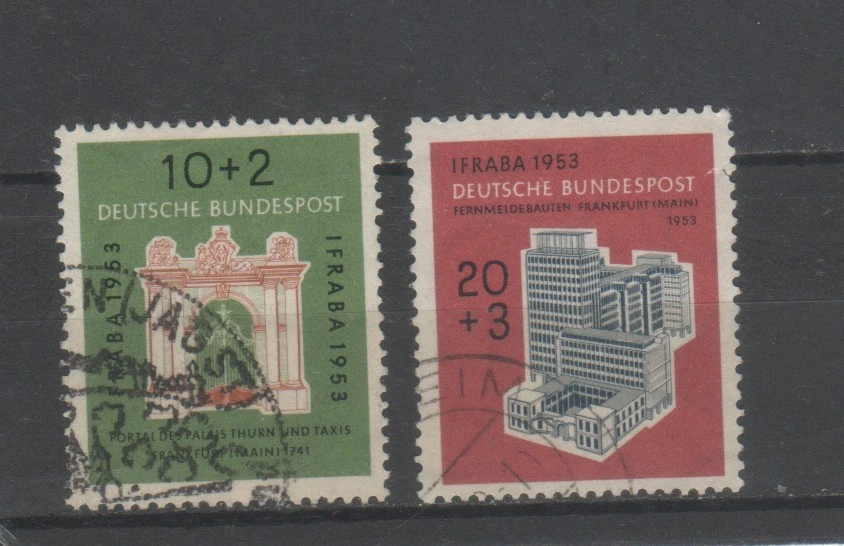 10+2
DEUTSCHE BUNDESPOST
IFRABA 1953
IFRABA 1953
PORTAL DES PALAIS THURN UND TAXIS
FRANKFURT (MAIN) 1741
IFRABA 1953
DEUTSCHE BUNDESPOST
FERNMELDEBAUTEN FRANKFURT (MAIN)
1953
20
+3
EIM